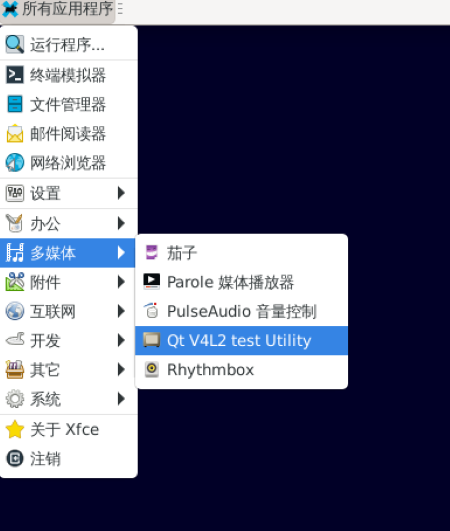 所有应用程序
运行程序...
终端模拟器
文件管理器
邮件阅读器
网络浏览器
设置
办公
多媒体
附件
互联网
开发
其它
系统
关于 Xfce
注销
茄子
Parole 媒体播放器
PulseAudio 音量控制
Qt V4L2 test Utility
Rhythmbox